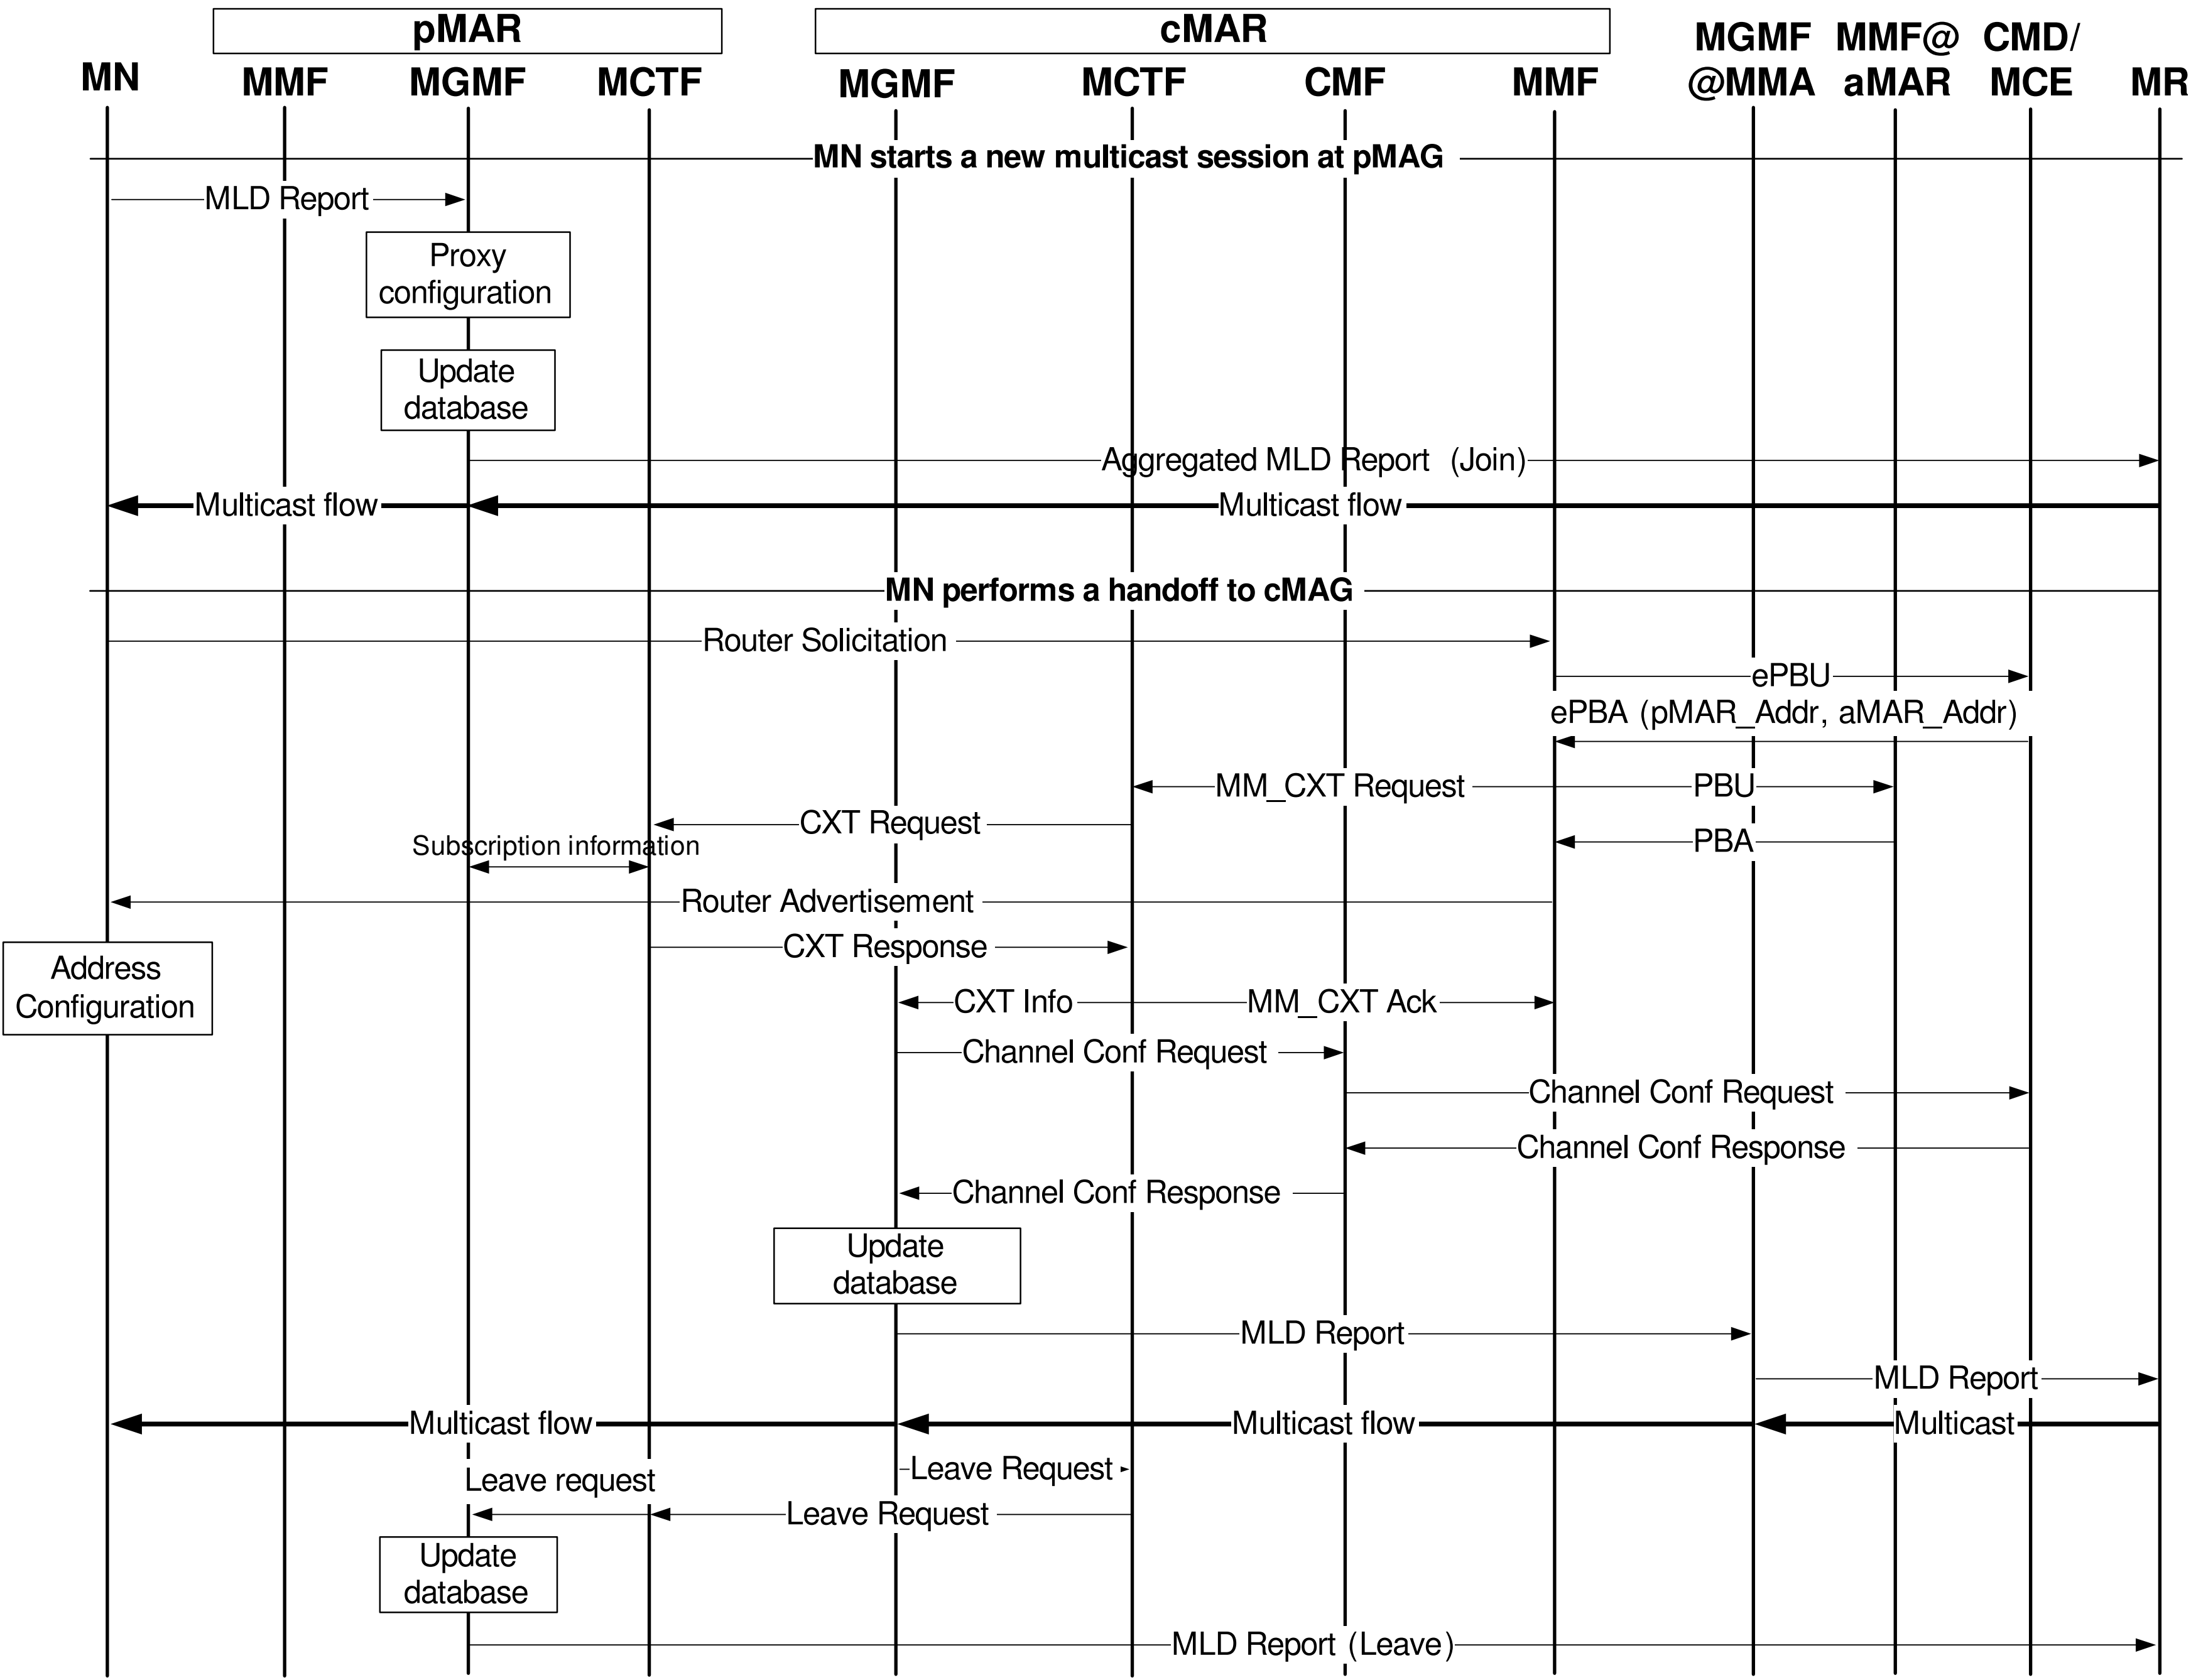 pMAR cMAR
MGMF MMF@ CMD/
MN MMF MGMF MCTF MGMF MCTF CMF MMF @MMA aMAR MCE MR
MN starts a new multicast session at pMAG
MLD Report
Proxy
configuration
Update
database
Aggregated MLD Report (Join)
Multicast flow Multicast flow
MN performs a handoff to cMAG
Router Solicitation
ePBU
ePBA (pMAR_Addr, aMAR_Addr)
MM_CXT Request PBU
CXT Request
PBA
Subscription information
Router Advertisement
CXT Response
Address
Configuration
CXT Info MM_CXT Ack
Channel Conf Request
Channel Conf Request
Channel Conf Response
Channel Conf Response
Update
database
MLD Report
MLD Report
Multicast flow Multicast flow Multicast
Leave Request
Leave request
Leave Request
Update
database
MLD Report (Leave)